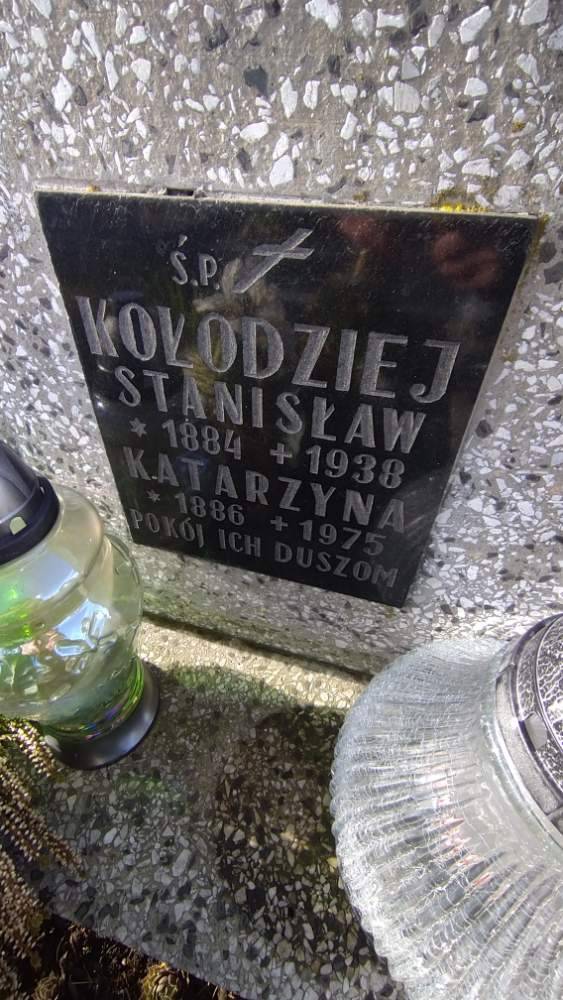 Ś.P.
KOŁODZIEJ
STANISŁAW
* 1884 + 1938
KATARZYNA
* 1886 + 1975
POKÓJ ICH DUSZOM